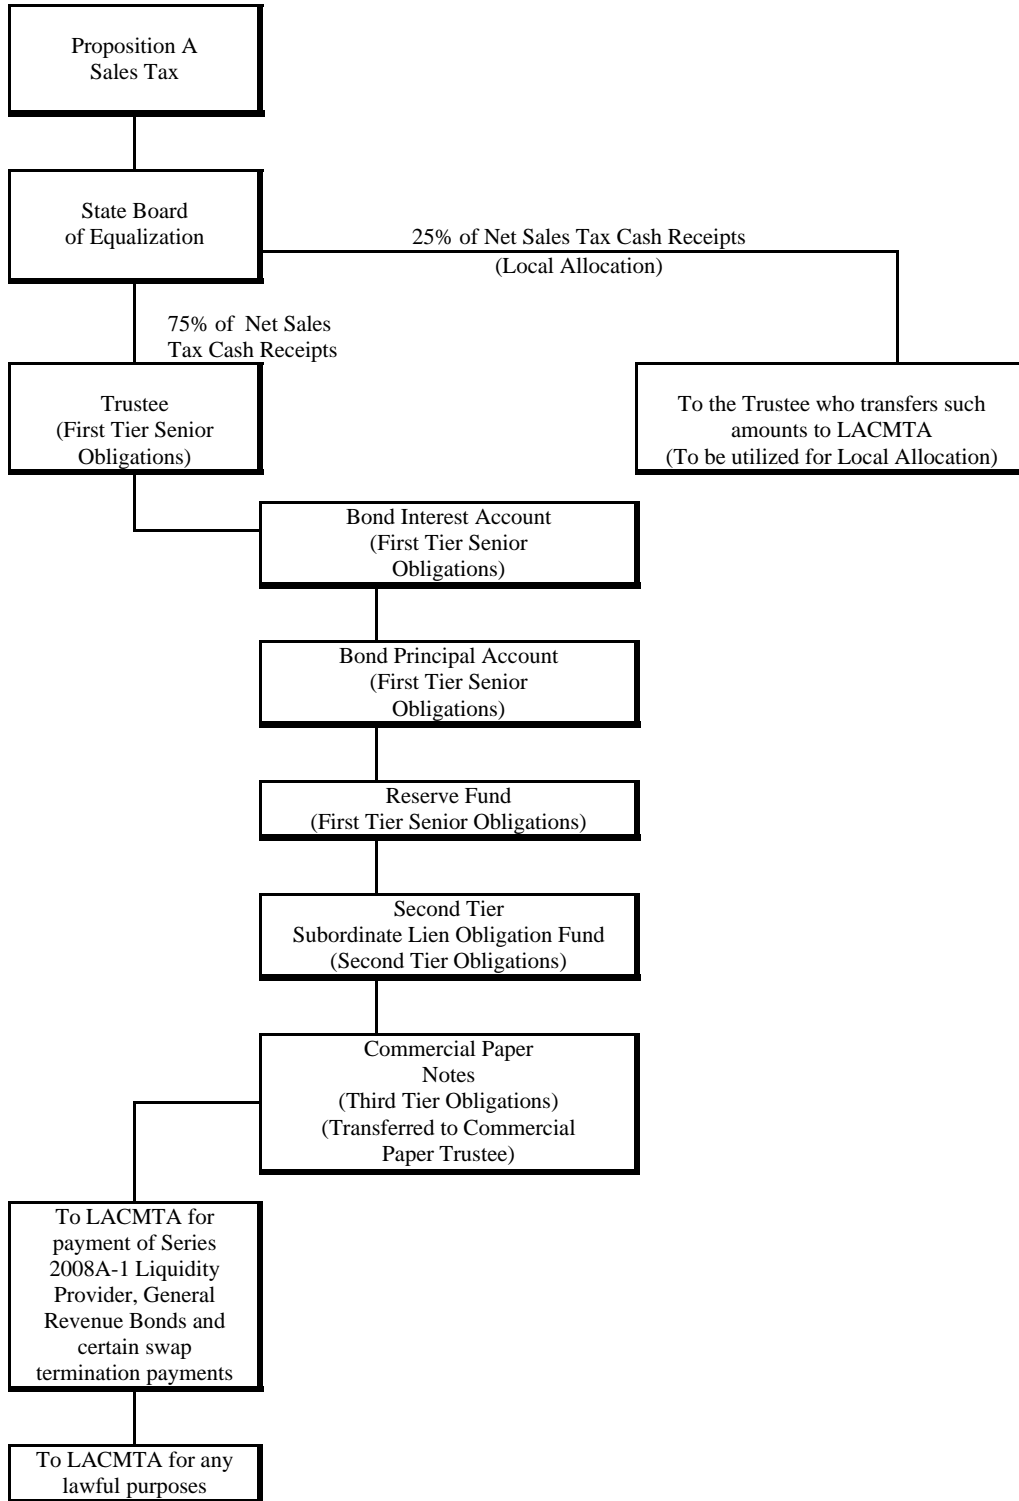 Proposition A
Sales Tax
State Board
of Equalization
25% of Net Sales Tax Cash Receipts
(Local Allocation)
75% of Net Sales
Tax Cash Receipts
Trustee
(First Tier Senior
Obligations)
To the Trustee who transfers such
amounts to LACMTA
(To be utilized for Local Allocation)
Bond Interest Account
(First Tier Senior
Obligations)
Bond Principal Account
(First Tier Senior
Obligations)
Reserve Fund
(First Tier Senior Obligations)
Second Tier
Subordinate Lien Obligation Fund
(Second Tier Obligations)
Commercial Paper
Notes
(Third Tier Obligations)
(Transferred to Commercial
Paper Trustee)
To LACMTA for
payment of Series
2008A-1 Liquidity
Provider, General
Revenue Bonds and
certain swap
termination payments
To LACMTA for any
lawful purposes